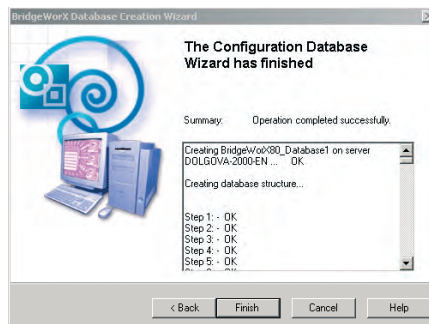 BridgeWorX Database Creation Wizard
The Configuration Database
Wizard has finished
Summary: Operation completed successfully.
Creating BridgeWorX80_Database1 on server
DOLGOVA-2000-EN ... OK
Creating database structure...
Step 1: - OK
Step 2: - OK
Step 3: - OK
Step 4: - OK
Step 5: - OK
< Back Finish Cancel Help